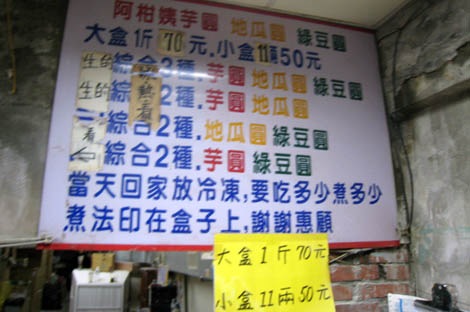 阿柑姨芋圓 地瓜圓 綠豆圓
大盒1斤70元,小盒11兩50元
生的 綜合3種.芋圓 地瓜圓 綠豆圓
生的 綜合2種.芋圓 地瓜圓
綜合2種.地瓜圓 綠豆圓
綜合2種.芋圓 綠豆圓
當天回家放冷凍,要吃多少煮多少
煮法印在盒子上,謝謝惠顧
大盒1斤70元
小盒11兩50元